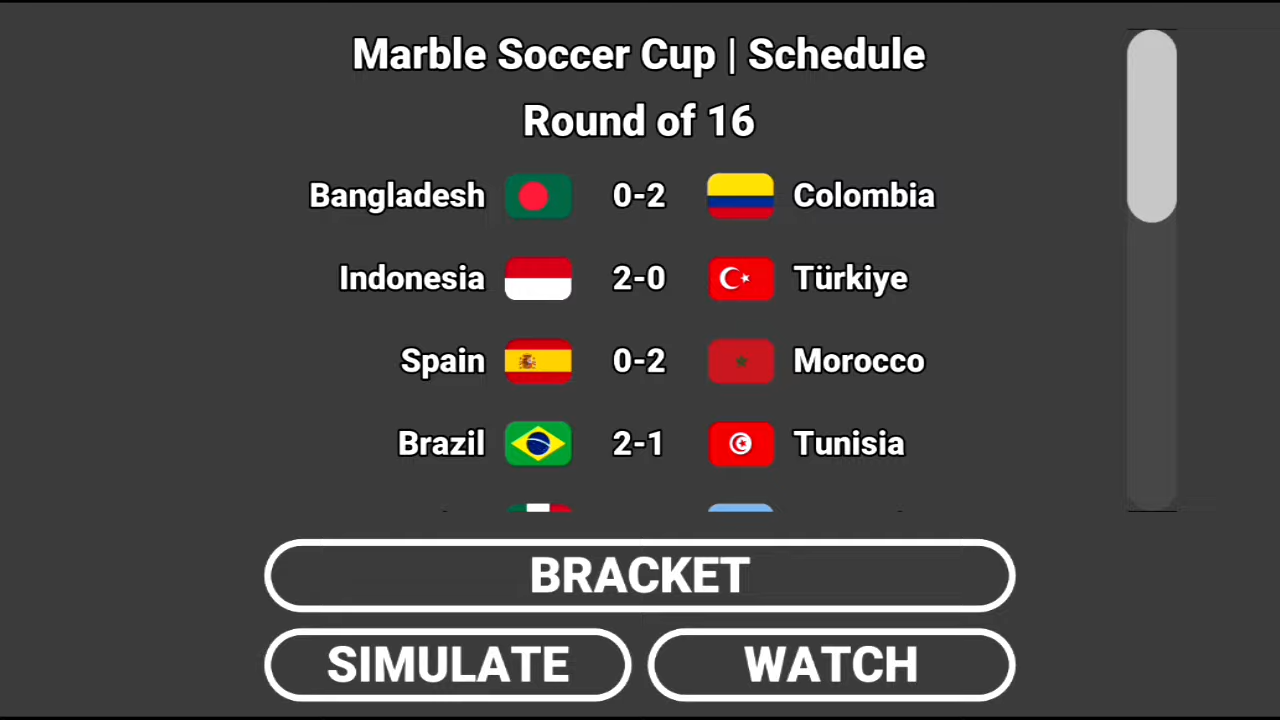 Marble Soccer Cup | Schedule
Round of 16
Bangladesh 0-2 Colombia
Indonesia 2-0 Türkiye
Spain 0-2 Morocco
Brazil 2-1 Tunisia
BRACKET
SIMULATE WATCH